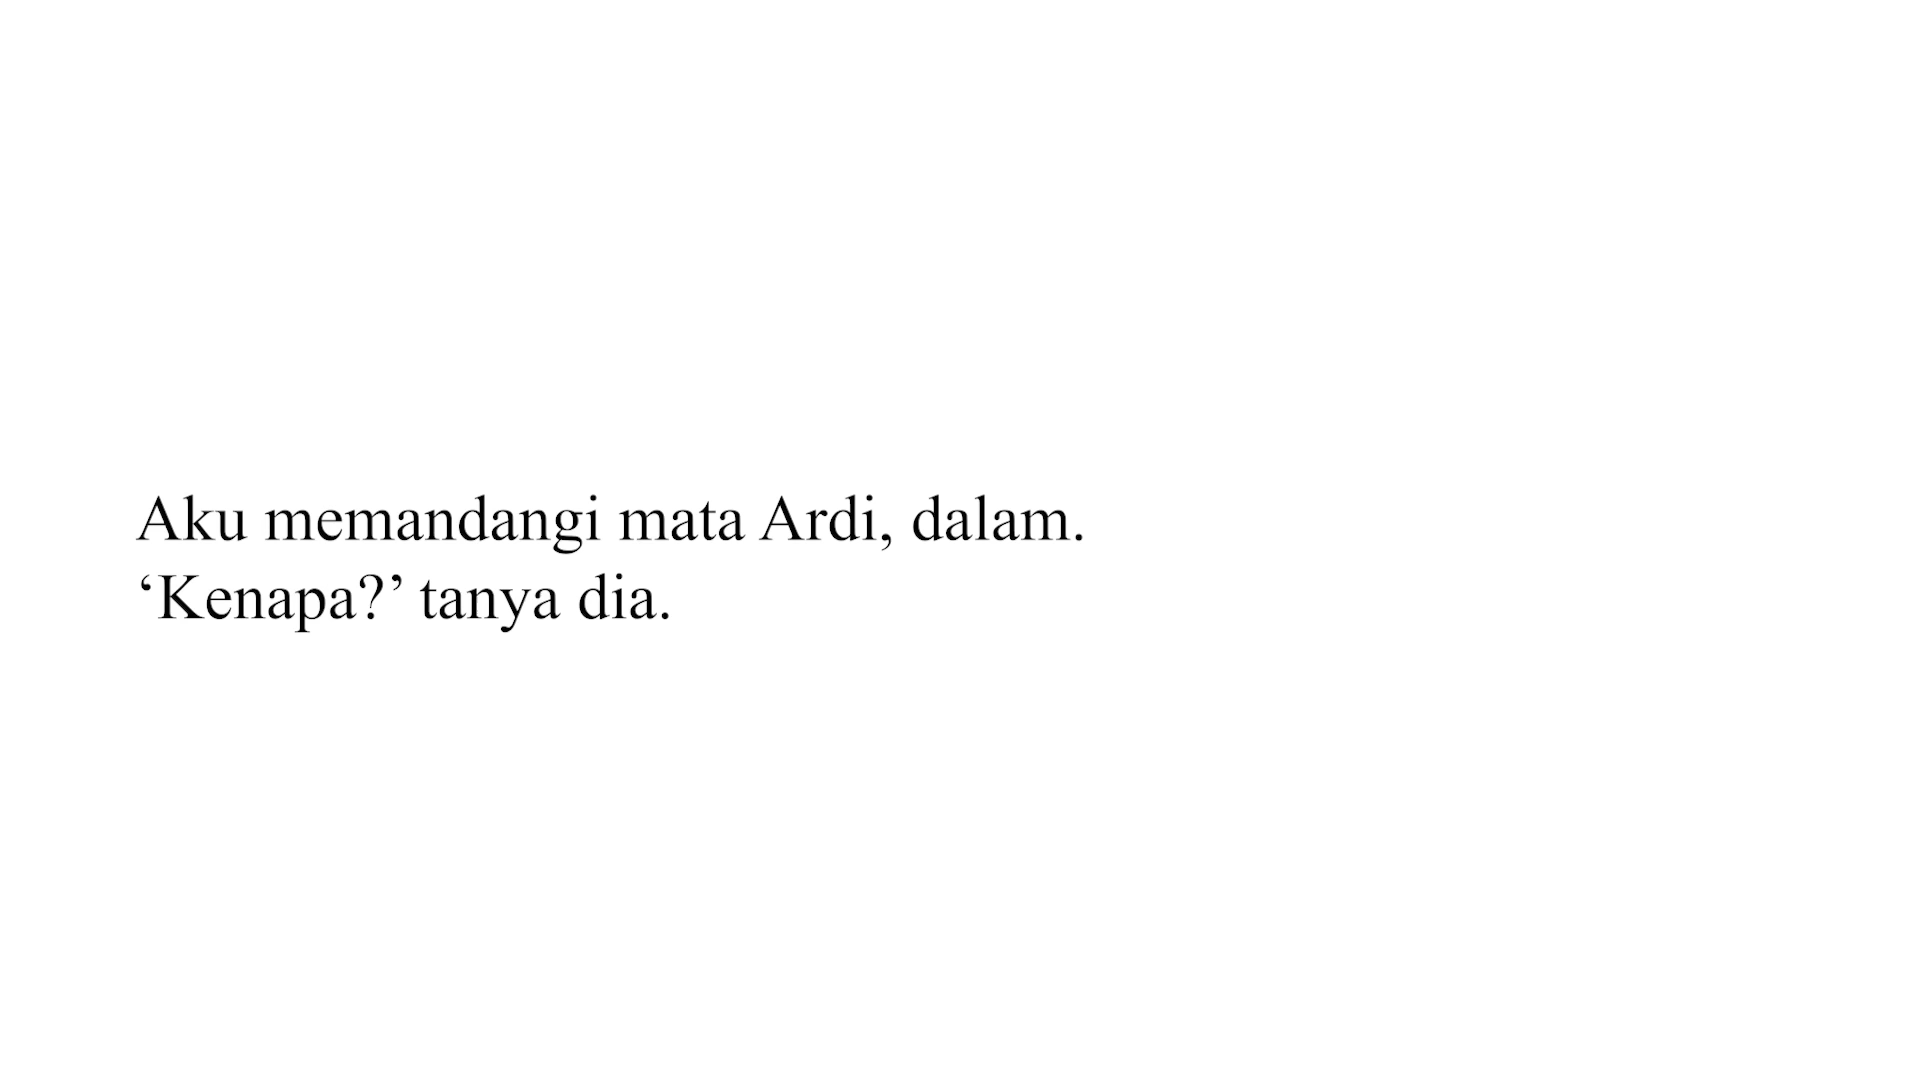 Aku memandangi mata Ardi, dalam.
‘Kenapa?’ tanya dia.